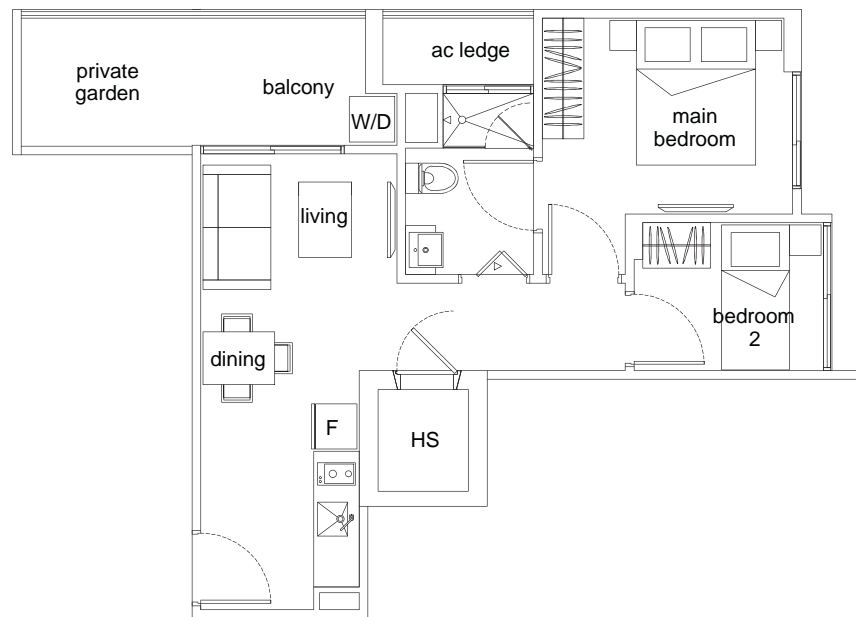 private
garden
balcony
ac ledge
W/D
main
bedroom
living
bedroom
2
dining
F
HS